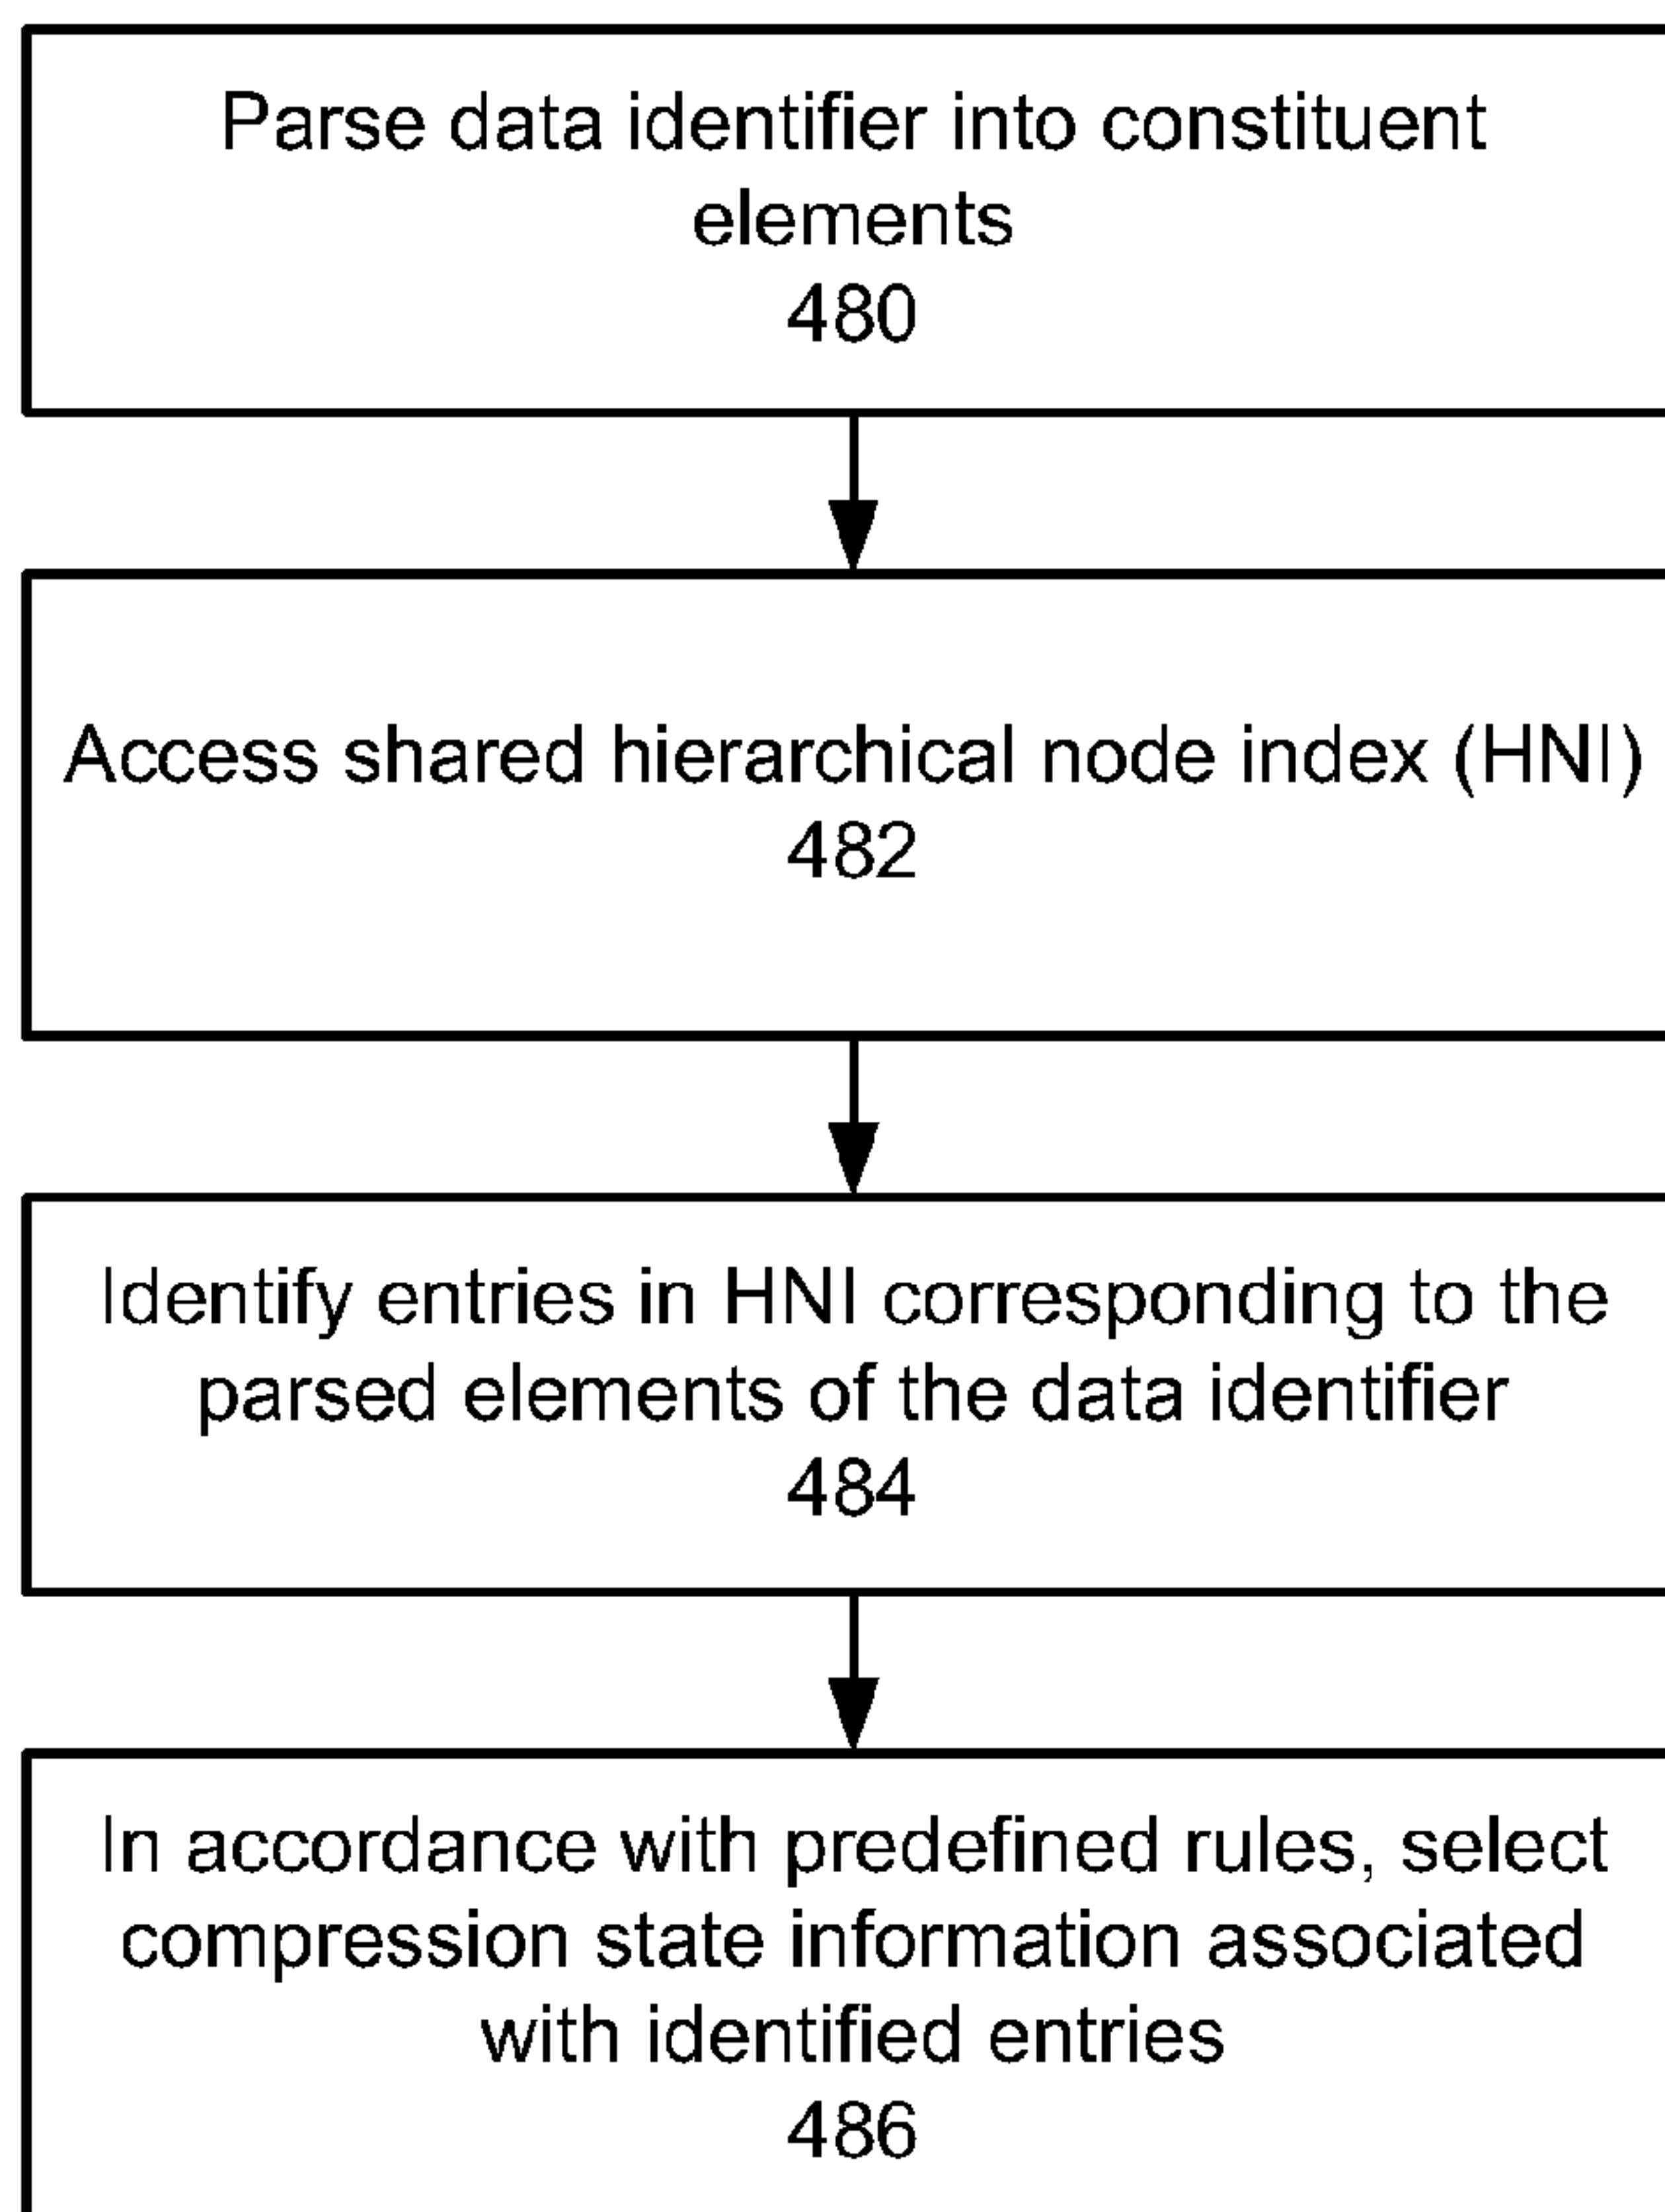 Parse data identifier into constituent
elements
480
Access shared hierarchical node index (HNI)
482
Identify entries in HNI corresponding to the
parsed elements of the data identifier
484
In accordance with predefined rules, select
compression state information associated
with identified entries
486